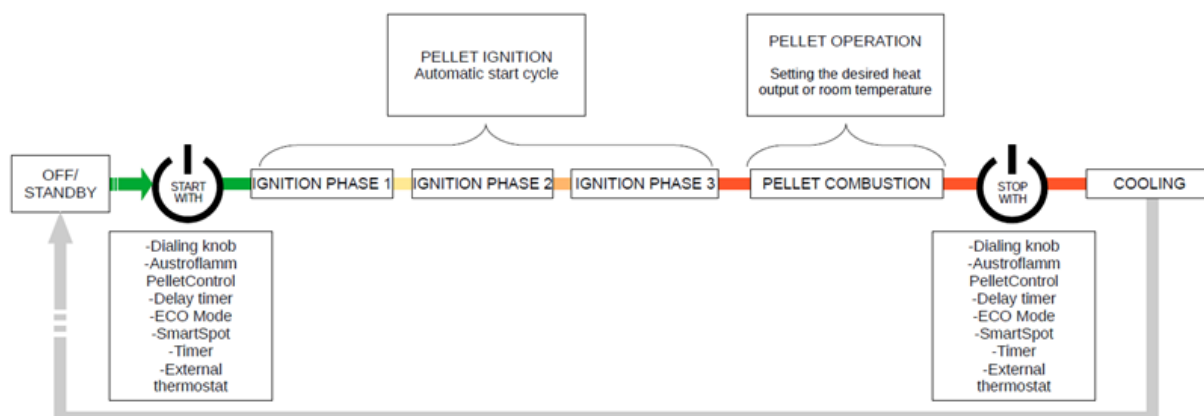 PELLET IGNITION
Automatic start cycle
PELLET OPERATION
Setting the desired heat
output or room temperature
OFF/
STANDBY
START
WITH
IGNITION PHASE 1
IGNITION PHASE 2
IGNITION PHASE 3
PELLET COMBUSTION
STOP
WITH
COOLING
-Dialing knob
-Austroflamm
PelletControl
-Delay timer
-ECO Mode
-SmartSpot
-Timer
-External
thermostat
-Dialing knob
-Austroflamm
PelletControl
-Delay timer
-ECO Mode
-SmartSpot
-Timer
-External
thermostat